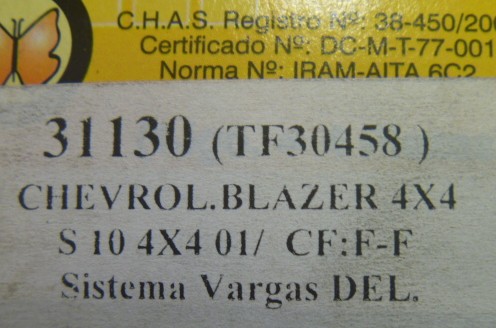 C.H.A.S. Registro Nº: 38-450/200
Certificado Nº: DC-M-T-77-001
Norma Nº: IRAM-AITA 6C2
31130 (TF30458 )
CHEVROL.BLAZER 4X4
S 10 4X4 01/ CF:F-F
Sistema Vargas DEL.